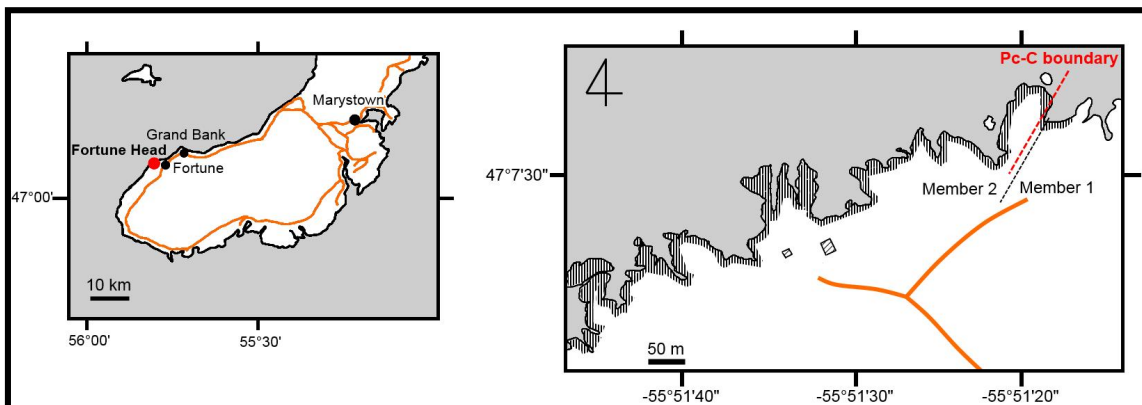 Marystown
Grand Bank
Fortune Head
Fortune
47°00'
10 km
56°00'
55°30'
4
Pc-C boundary
47°7'30"
Member 2
Member 1
50 m
-55°51'40"
-55°51'30"
-55°51'20"